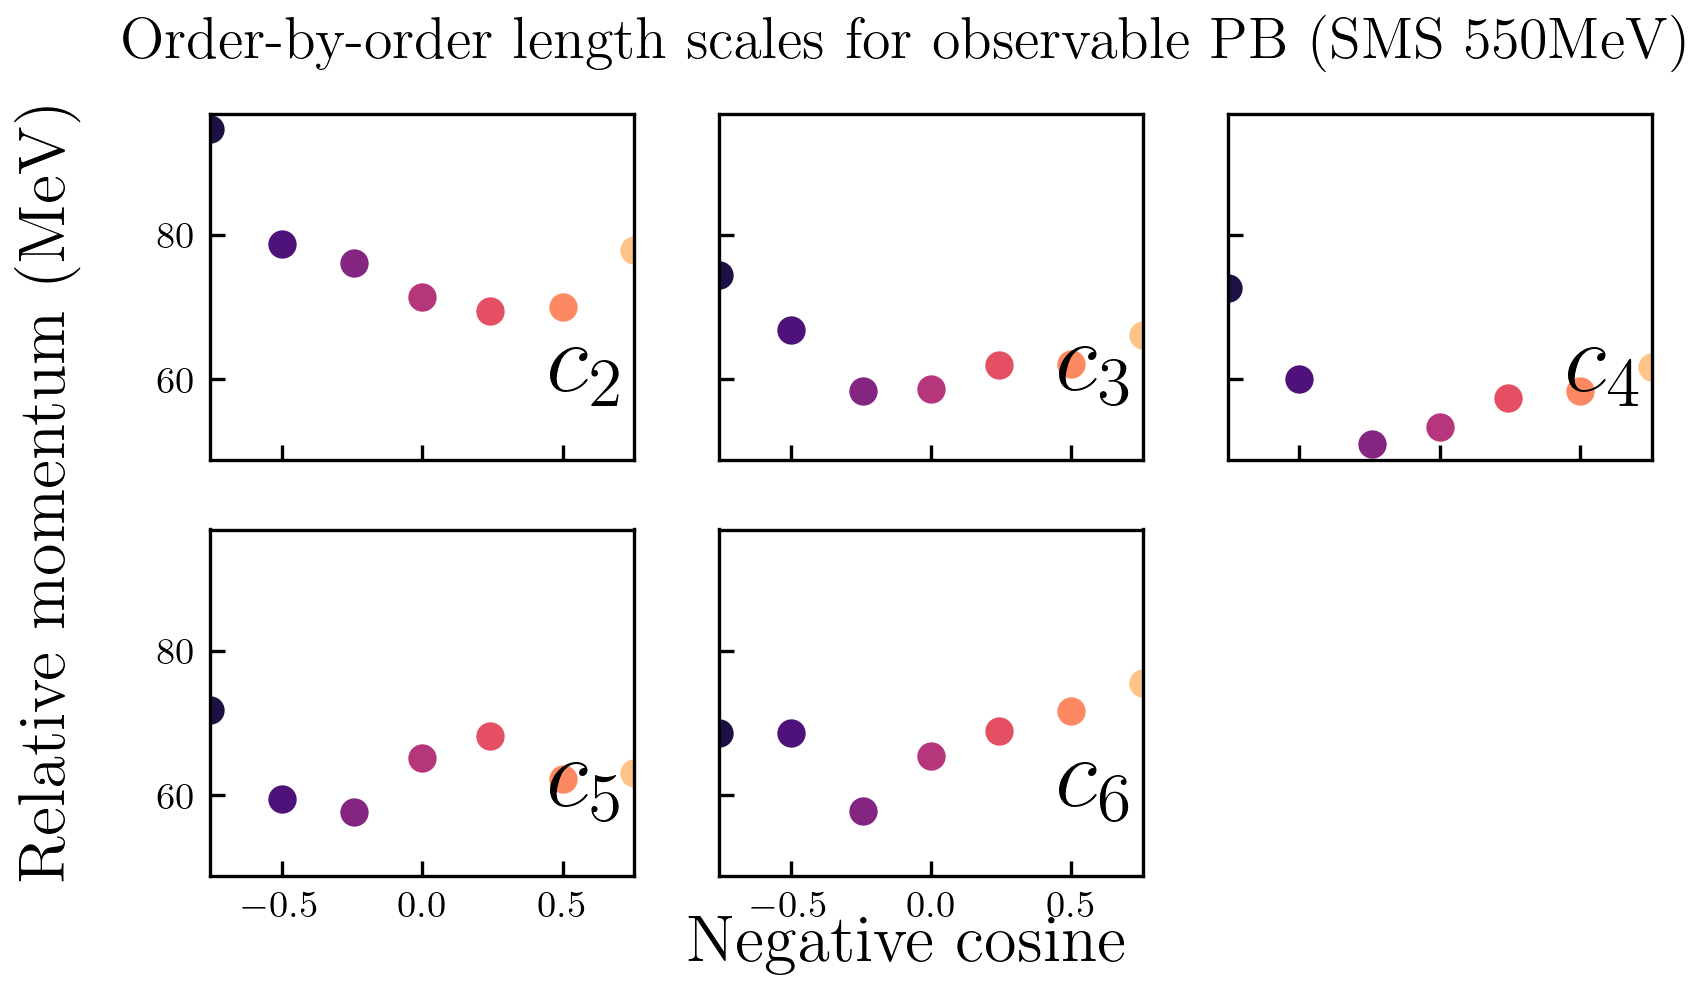 Order-by-order length scales for observable PB (SMS 550MeV)
Relative momentum (MeV)
80
60
c2
c3
c4
80
60
c5
c6
−0.5 0.0 0.5
−0.5 0.0 0.5
Negative cosine